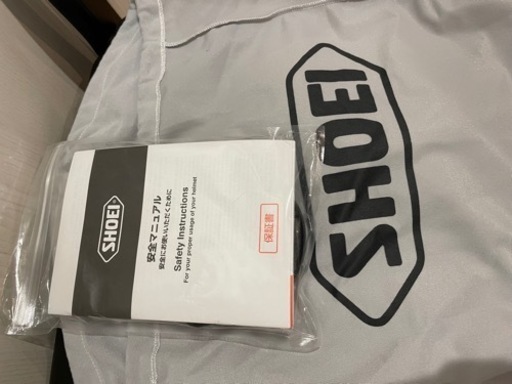 SHOEI
安全マニュアル
安全にお使いいただくために
Safety Instructions
For your proper usage of your helmet
保証書
SHOEI